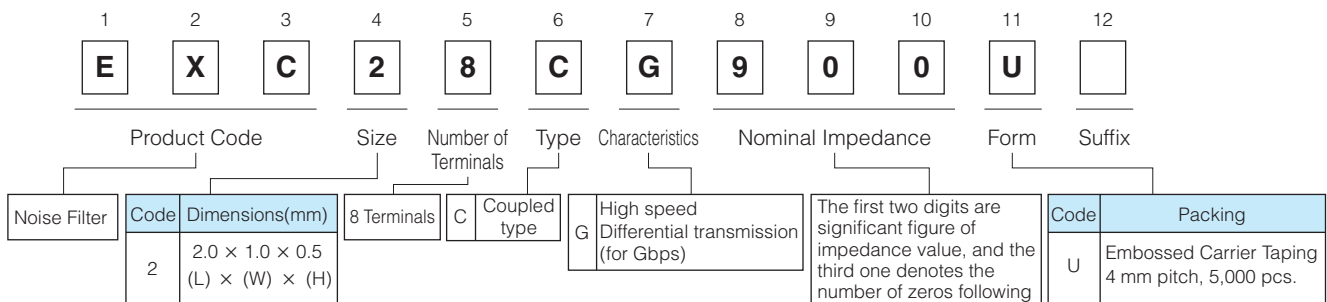 1 2 3 4 5 6 7 8 9 10 11 12
E X C 2 8 C G 9 0 0 U
Product Code Size Number of Terminals Type Characteristics Nominal Impedance Form Suffix
Noise Filter
Code Dimensions(mm)
2 2.0 × 1.0 × 0.5
(L) × (W) × (H)
8 Terminals
C Coupled
type
G High speed
Differential transmission
(for Gbps)
The first two digits are
significant figure of
impedance value, and the
third one denotes the
number of zeros following
Code Packing
U Embossed Carrier Taping
4 mm pitch, 5,000 pcs.